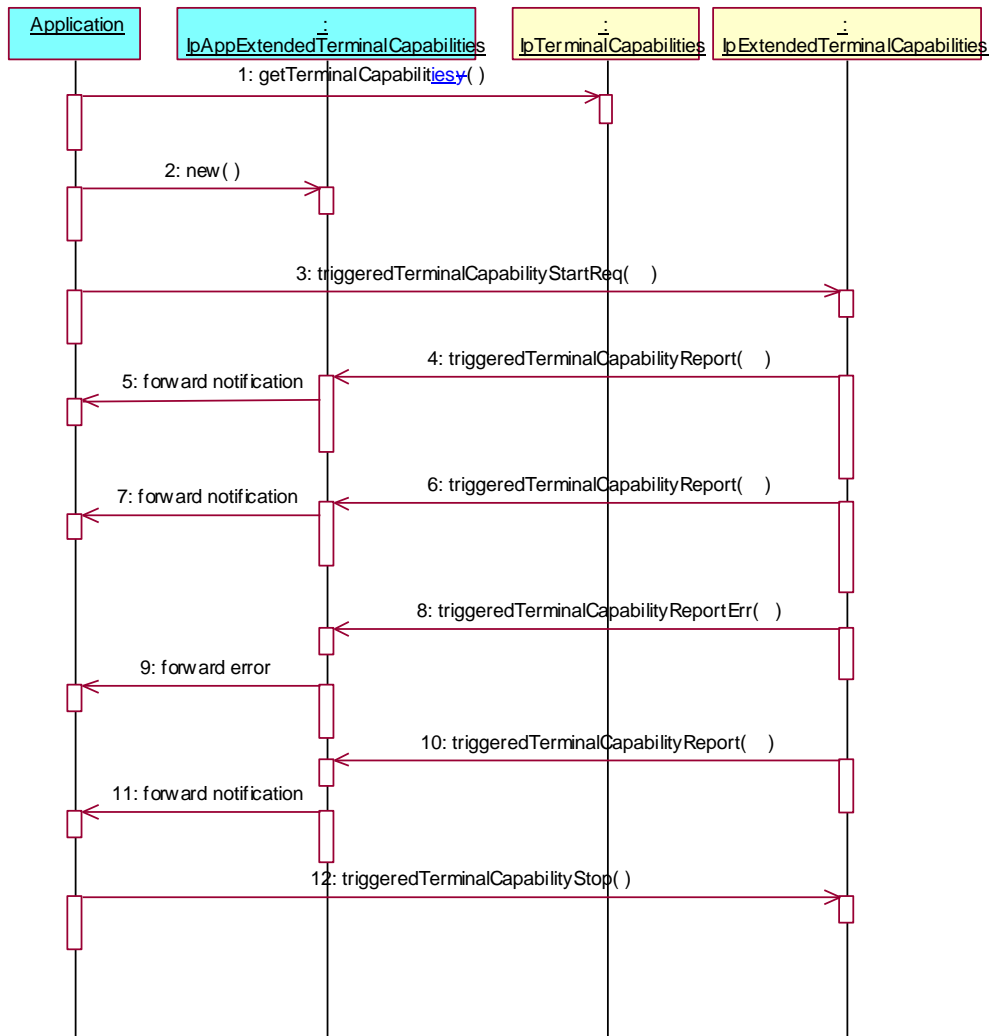 Application
:
IpAppExtendedTerminalCapabilities
:
IpTerminalCapabilities
:
IpExtendedTerminalCapabilities
1: getTerminalCapabilitiesy( )
2: new( )
3: triggeredTerminalCapabilityStartReq( )
4: triggeredTerminalCapabilityReport( )
5: forward notification
6: triggeredTerminalCapabilityReport( )
7: forward notification
8: triggeredTerminalCapabilityReportErr( )
9: forward error
10: triggeredTerminalCapabilityReport( )
11: forward notification
12: triggeredTerminalCapabilityStop( )